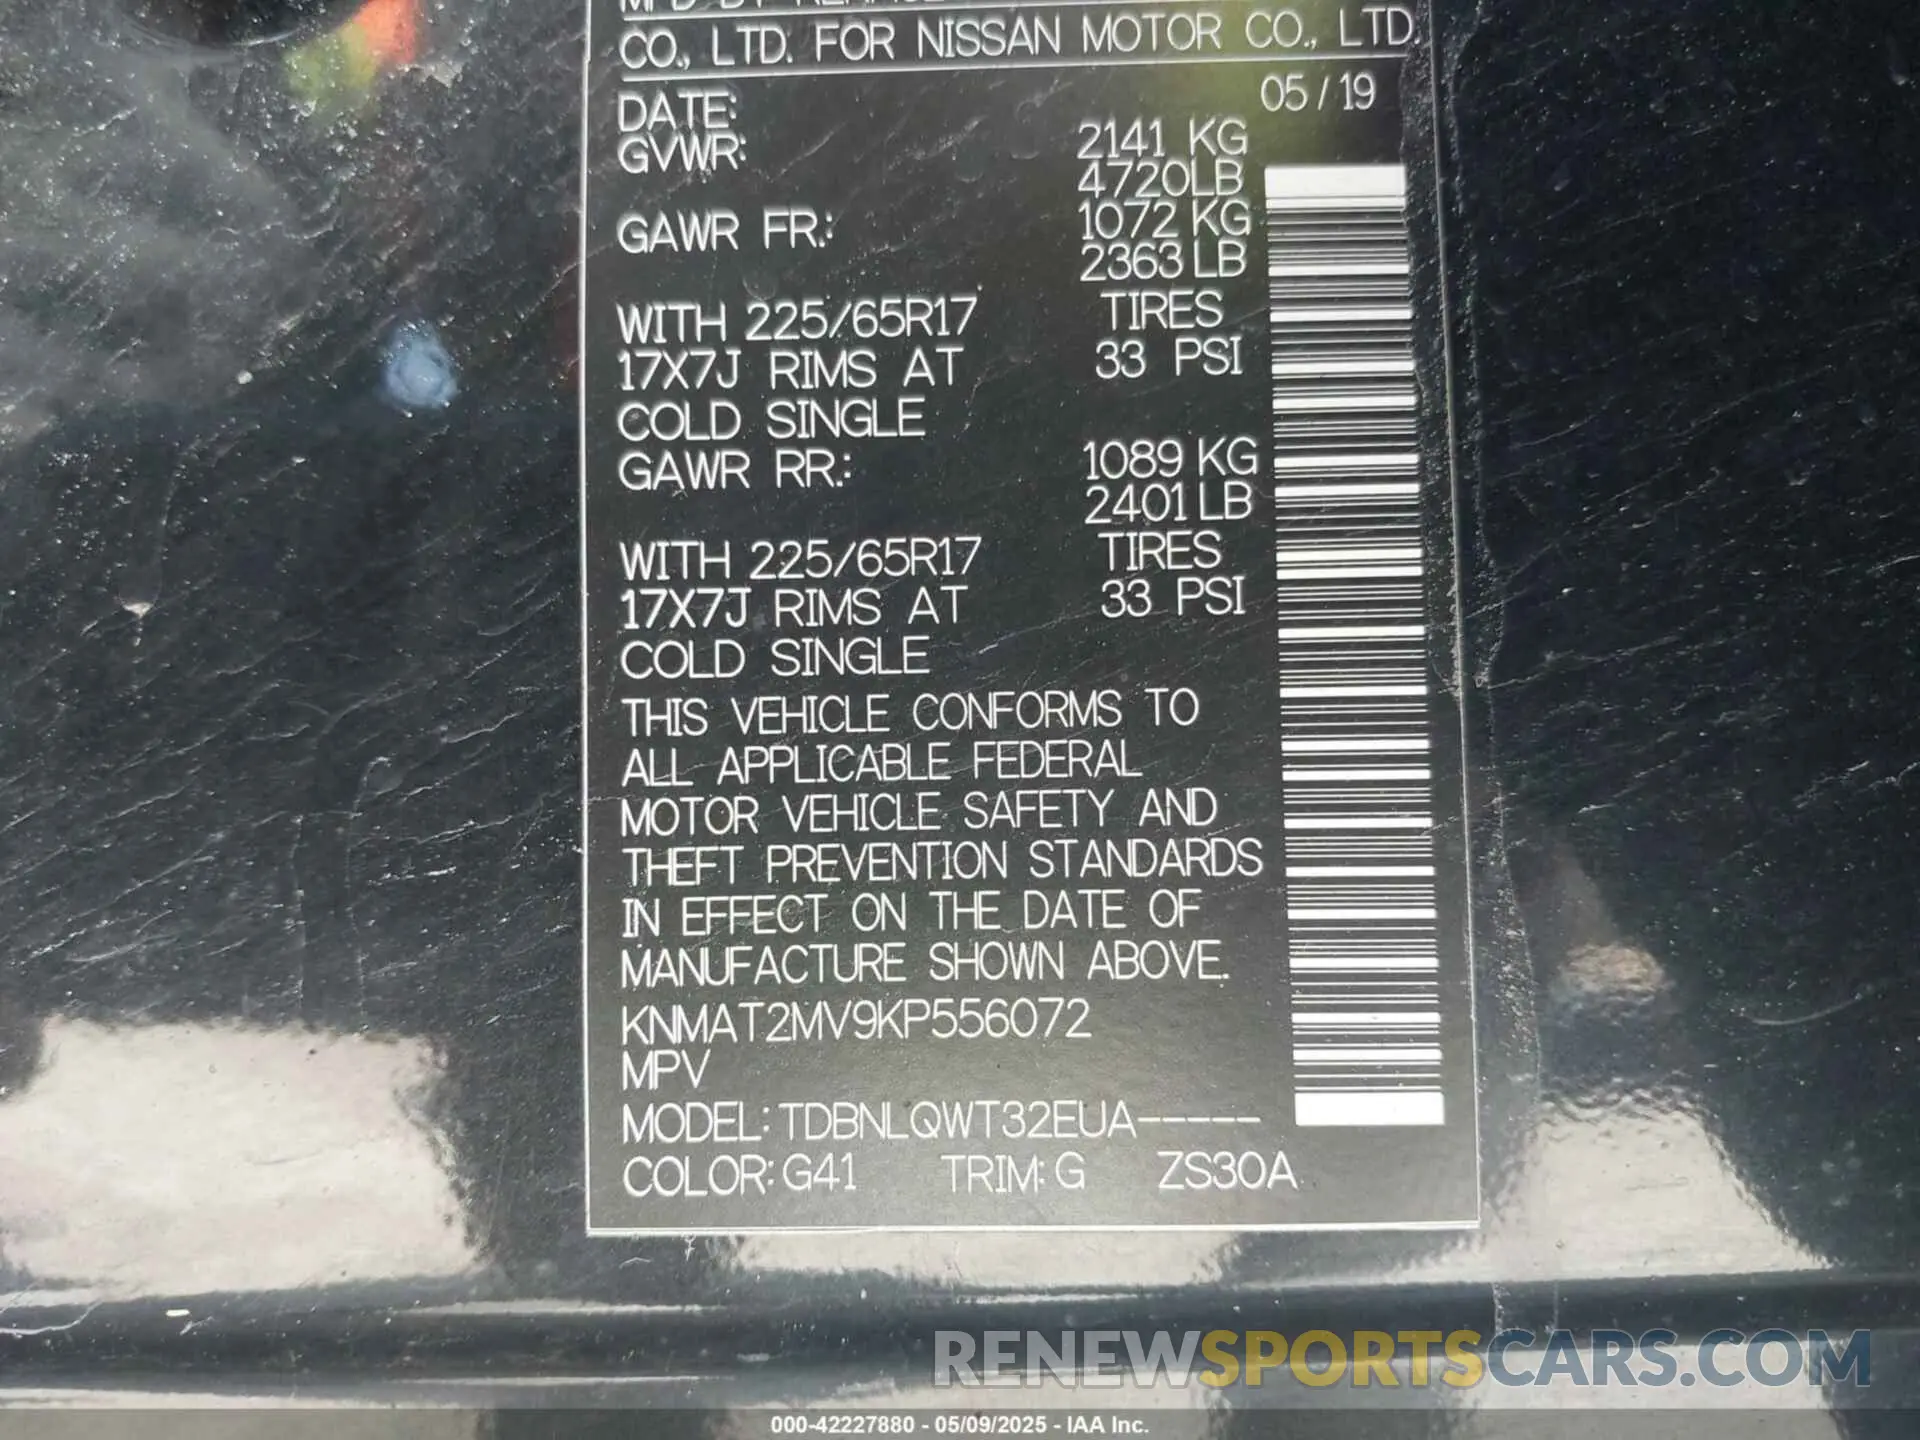 MFD BY
CO., LTD. FOR NISSAN MOTOR CO., LTD.
05 / 19
DATE:
GVWR: 2141 KG
4720LB
GAWR FR.: 1072 KG
2363 LB
WITH 225/65R17 TIRES
17X7J RIMS AT 33 PSI
COLD SINGLE
GAWR RR.: 1089 KG
2401 LB
WITH 225/65R17 TIRES
17X7J RIMS AT 33 PSI
COLD SINGLE
THIS VEHICLE CONFORMS TO
ALL APPLICABLE FEDERAL
MOTOR VEHICLE SAFETY AND
THEFT PREVENTION STANDARDS
IN EFFECT ON THE DATE OF
MANUFACTURE SHOWN ABOVE.
KNMAT2MV9KP556072
MPV
MODEL: TDBNLQWT32EUA-----
COLOR: G41 TRIM: G ZS30A
RENEWSPORTSCARS.COM
000-42227880 - 05/09/2025 - IAA Inc.